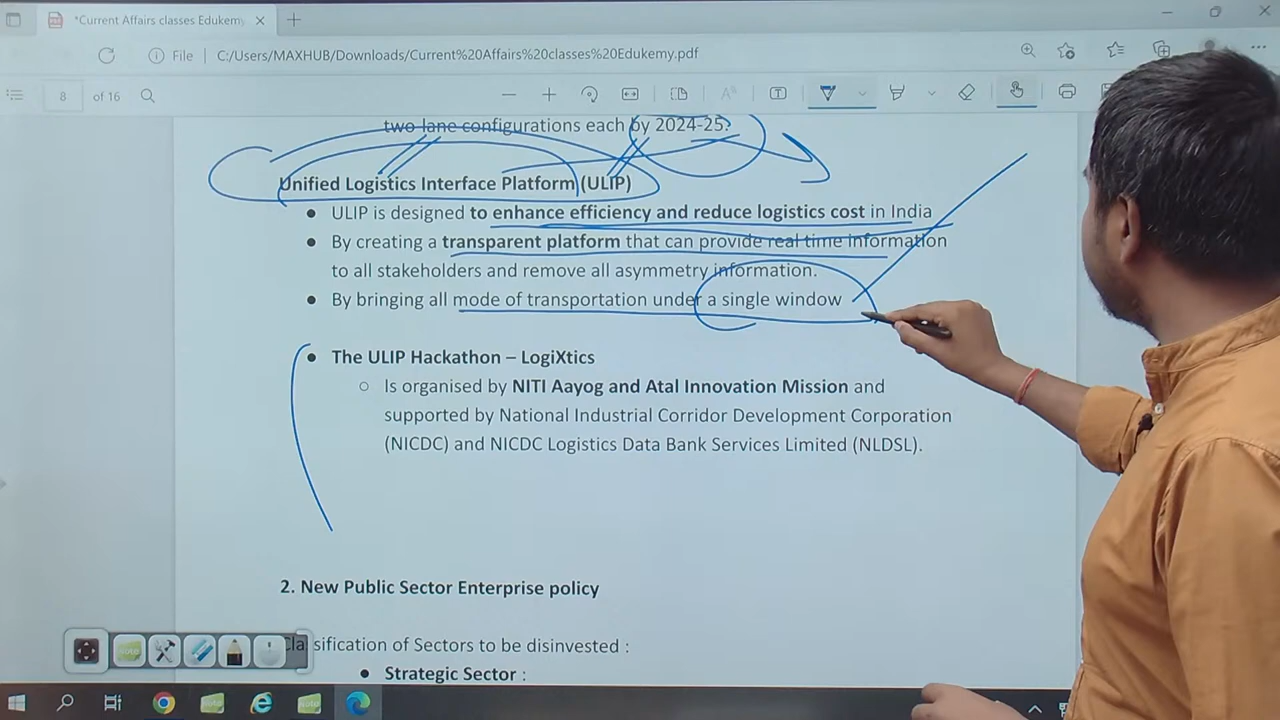 *Current Affairs classes Edukemy
File
C:/Users/MAXHUB/Downloads/Current%20Affairs%20classes%20Edukemy.pdf
8 of 16
two lane configurations each by 2024-25.
Unified Logistics Interface Platform (ULIP)
● ULIP is designed to enhance efficiency and reduce logistics cost in India
● By creating a transparent platform that can provide real time information
to all stakeholders and remove all asymmetry information.
● By bringing all mode of transportation under a single window
● The ULIP Hackathon – LogiXtics
○ Is organised by NITI Aayog and Atal Innovation Mission and
supported by National Industrial Corridor Development Corporation
(NICDC) and NICDC Logistics Data Bank Services Limited (NLDSL).
2. New Public Sector Enterprise policy
Classification of Sectors to be disinvested :
● Strategic Sector :